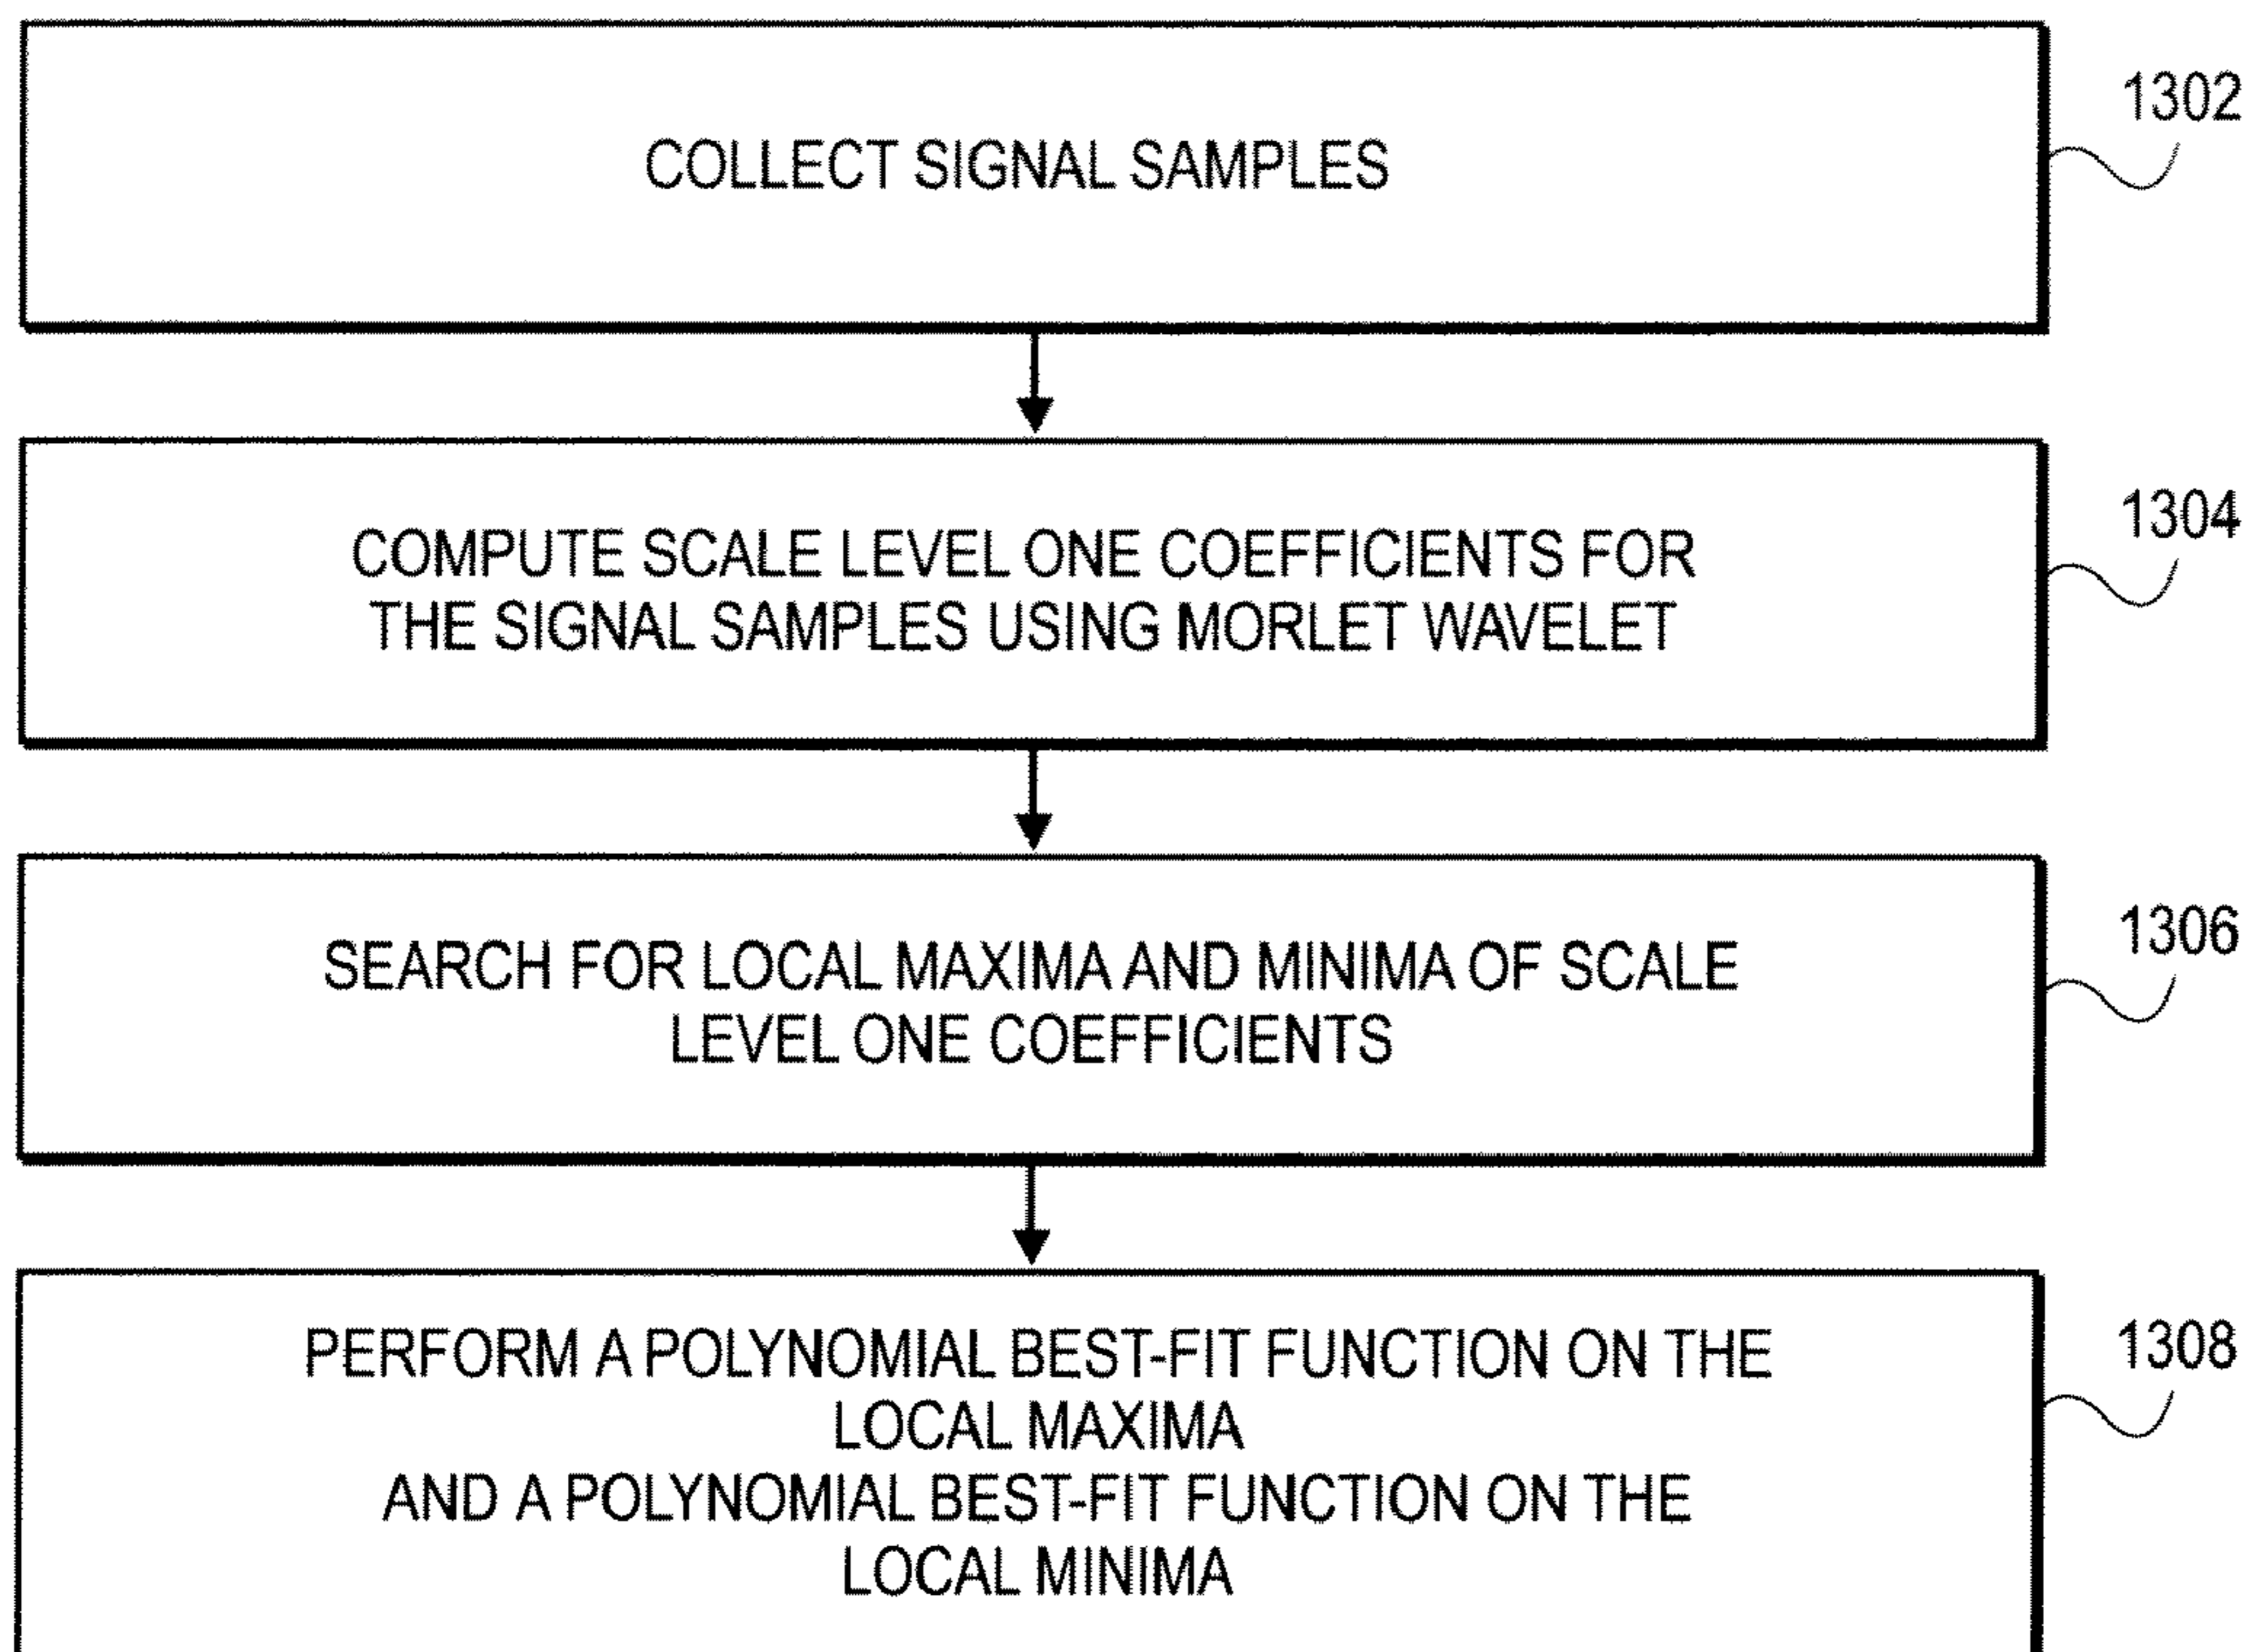 COLLECT SIGNAL SAMPLES
1302
COMPUTE SCALE LEVEL ONE COEFFICIENTS FOR
THE SIGNAL SAMPLES USING MORLET WAVELET
1304
SEARCH FOR LOCAL MAXIMA AND MINIMA OF SCALE
LEVEL ONE COEFFICIENTS
1306
PERFORM A POLYNOMIAL BEST-FIT FUNCTION ON THE
LOCAL MAXIMA
AND A POLYNOMIAL BEST-FIT FUNCTION ON THE
LOCAL MINIMA
1308